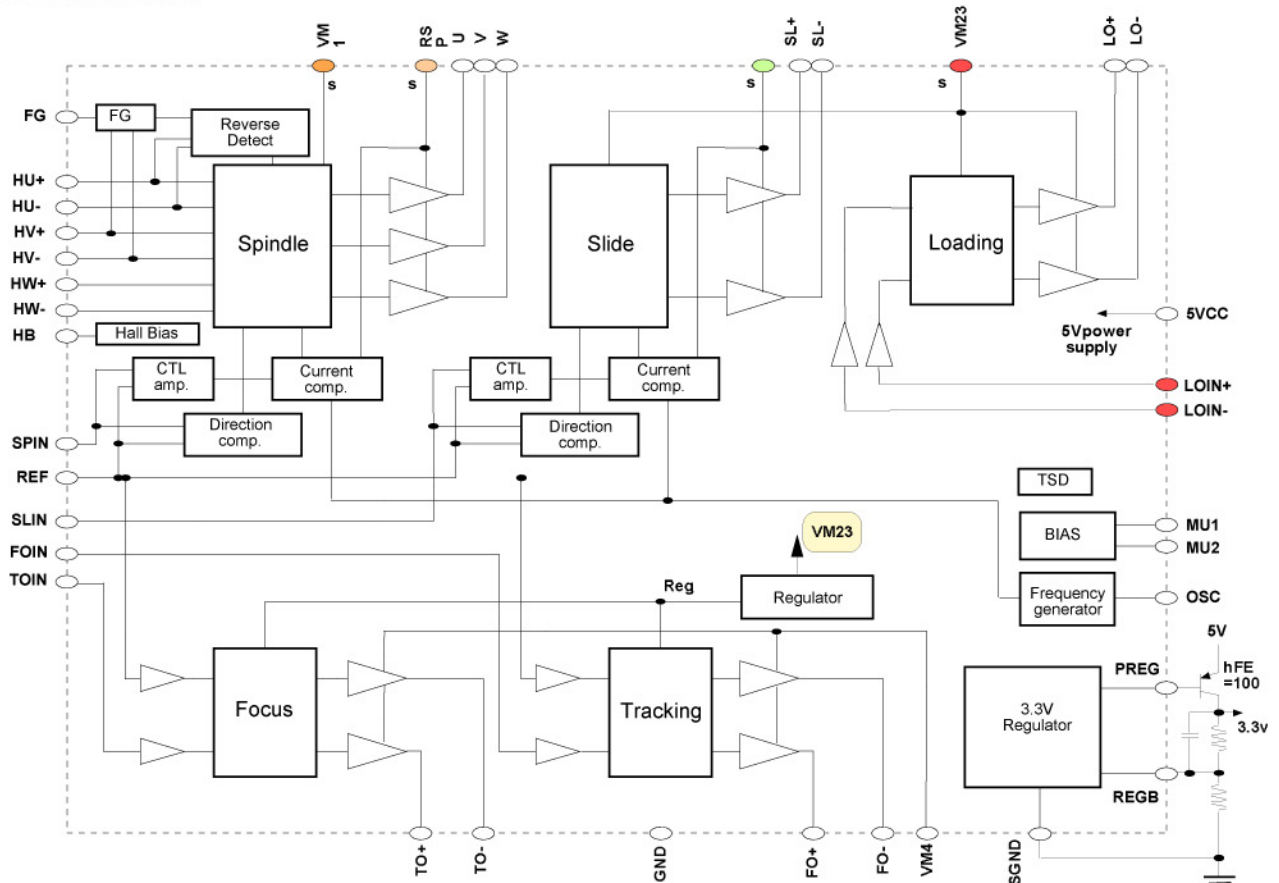 VM
1
s
RS
P
s
U
V
W
s
SL+
SL-
VM23
s
LO+
LO-
FG
FG
Reverse
Detect
HU+
HU-
HV+
HV-
HW+
HW-
HB
Hall Bias
Spindle
Slide
Loading
5VCC
5Vpower
supply
LOIN+
LOIN-
CTL
amp.
Current
comp.
Direction
comp.
CTL
amp.
Current
comp.
Direction
comp.
SPIN
REF
SLIN
FOIN
TOIN
TSD
BIAS
MU1
MU2
Frequency
generator
OSC
VM23
Reg
Regulator
Focus
Tracking
3.3V
Regulator
PREG
REGB
5V
hFE
=100
3.3v
TO+
TO-
GND
FO+
FO-
VM4
SGND